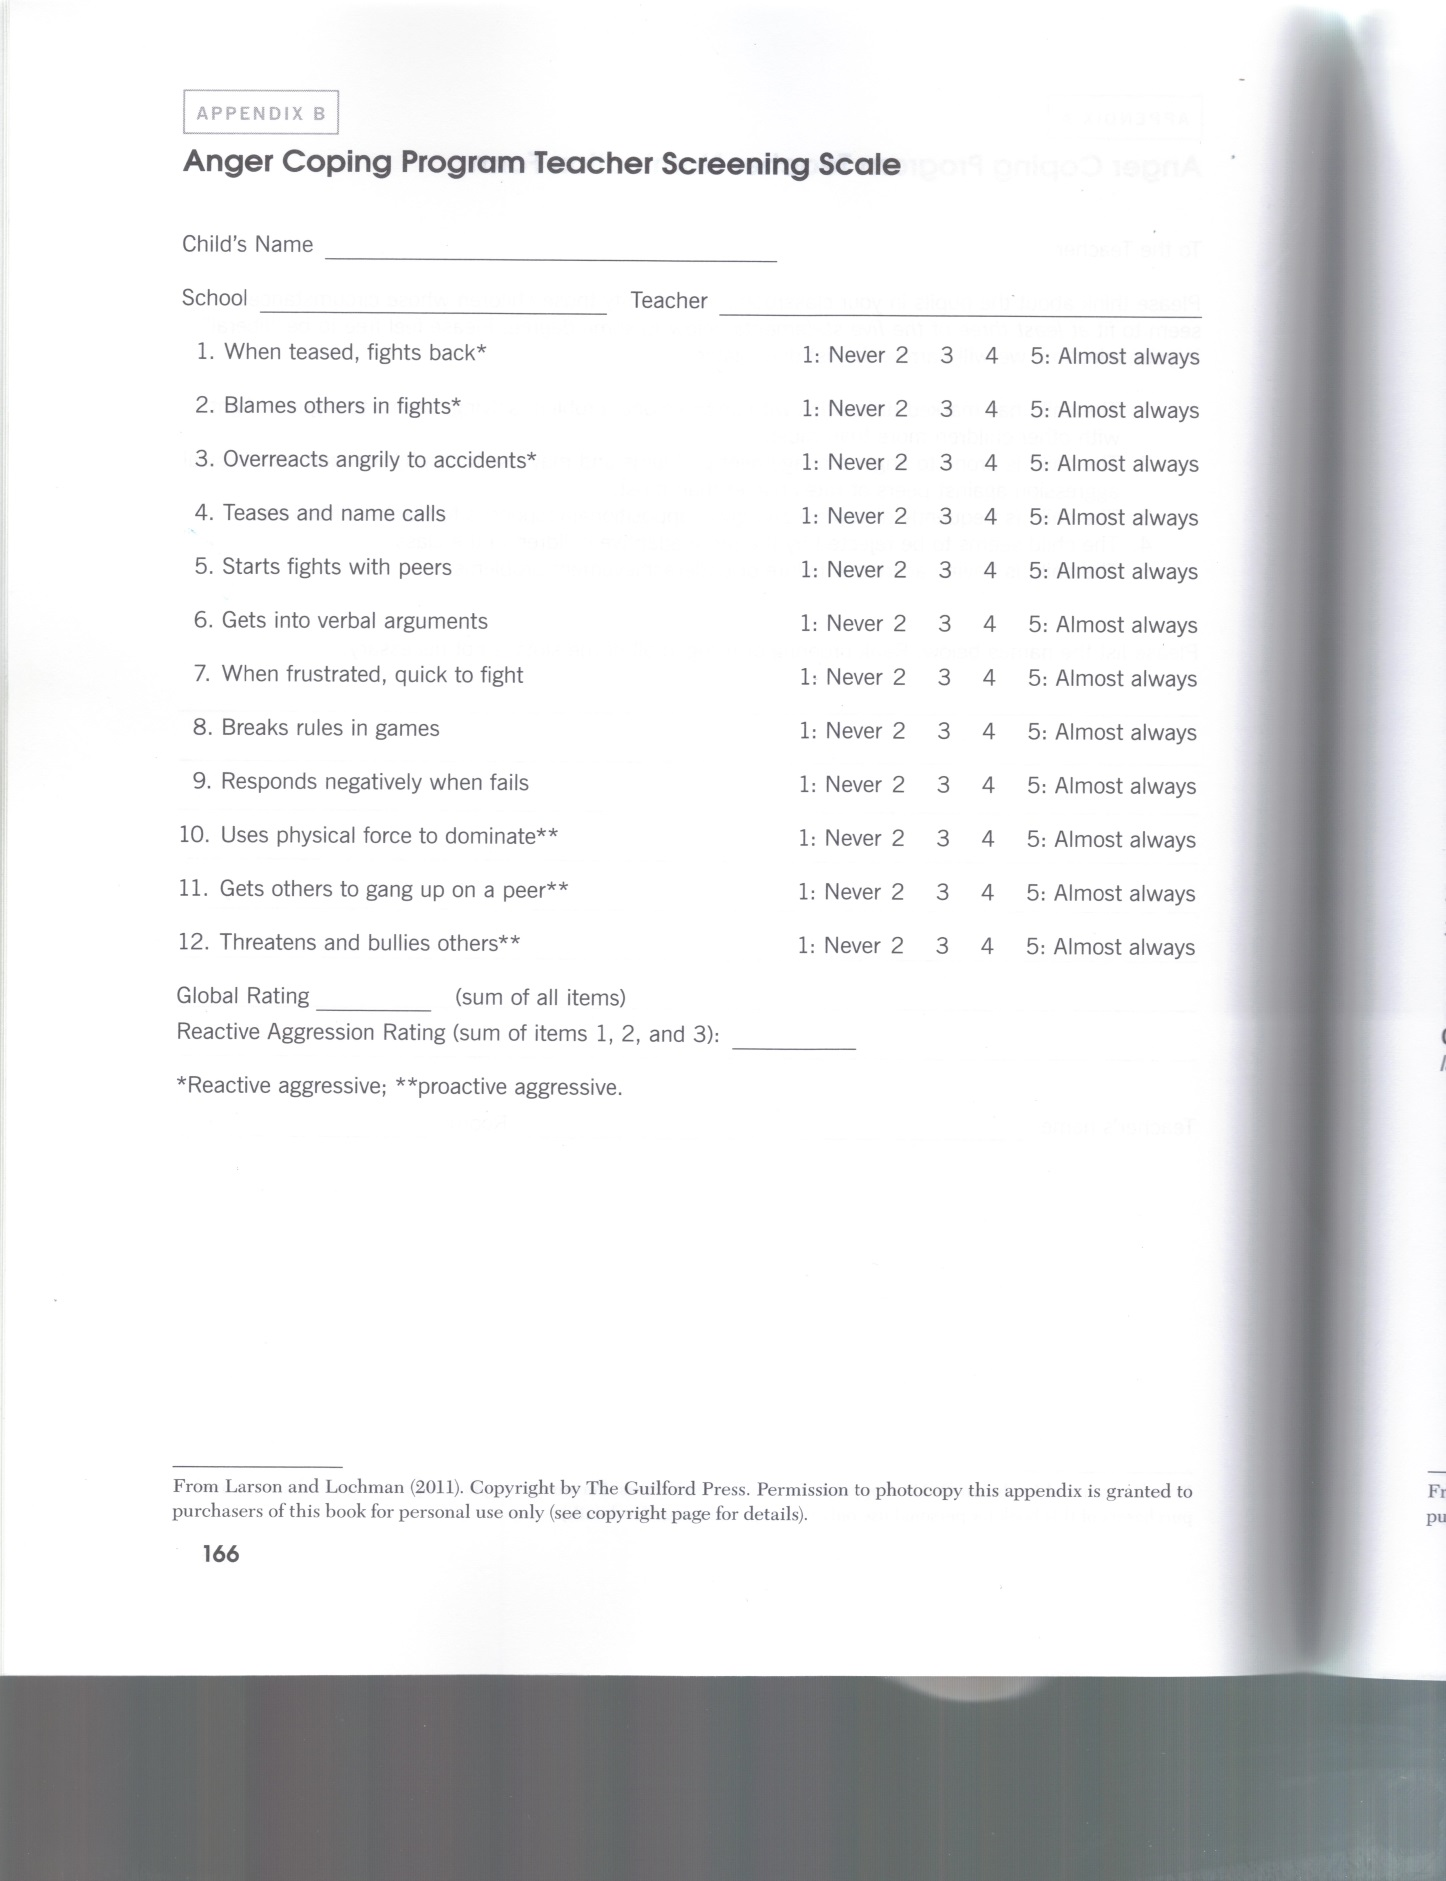 APPENDIX B
Anger Coping Program Teacher Screening Scale
Child's Name
School Teacher
1. When teased, fights back* 1: Never 2 3 4 5: Almost always
2. Blames others in fights* 1: Never 2 3 4 5: Almost always
3. Overreacts angrily to accidents* 1: Never 2 3 4 5: Almost always
4. Teases and name calls 1: Never 2 3 4 5: Almost always
5. Starts fights with peers 1: Never 2 3 4 5: Almost always
6. Gets into verbal arguments 1: Never 2 3 4 5: Almost always
7. When frustrated, quick to fight 1: Never 2 3 4 5: Almost always
8. Breaks rules in games 1: Never 2 3 4 5: Almost always
9. Responds negatively when fails 1: Never 2 3 4 5: Almost always
10. Uses physical force to dominate** 1: Never 2 3 4 5: Almost always
11. Gets others to gang up on a peer** 1: Never 2 3 4 5: Almost always
12. Threatens and bullies others** 1: Never 2 3 4 5: Almost always
Global Rating (sum of all items)
Reactive Aggression Rating (sum of items 1, 2, and 3):
*Reactive aggressive; **proactive aggressive.
From Larson and Lochman (2011). Copyright by The Guilford Press. Permission to photocopy this appendix is granted to
purchasers of this book for personal use only (see copyright page for details).
166